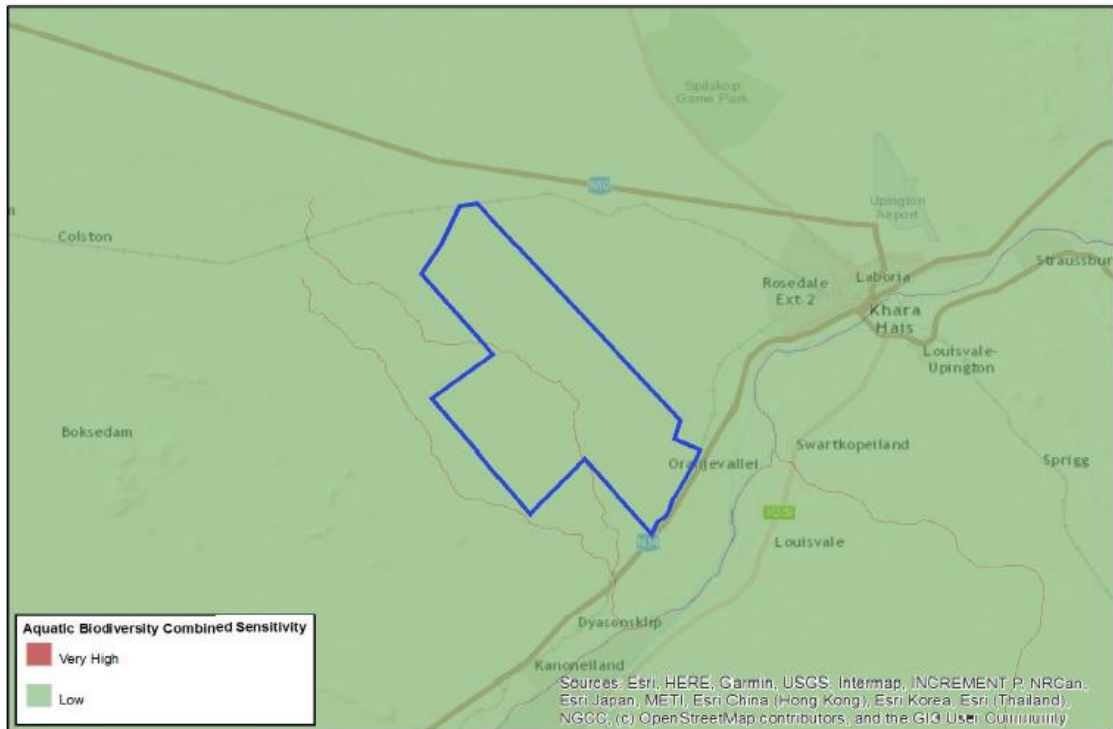 Spitskop
Game Park
N10
Upington
Airport
Colston
Rosedale
Ext-2
Laboria
Straussbur
Khara
Hais
Louisvale-
Upington
Boksedam
Oranjevallei
Swartkopeiland
Sprigg
N14
Louisvale
Dyasonsklip
Kanoneiland
Aquatic Biodiversity Combined Sensitivity
Very High
Low
Sources: Esri, HERE, Garmin, USGS, Intermap, INCREMENT P, NRCan,
Esri Japan, METI, Esri China (Hong Kong), Esri Korea, Esri (Thailand),
NGCC, (c) OpenStreetMap contributors, and the GIS User Community